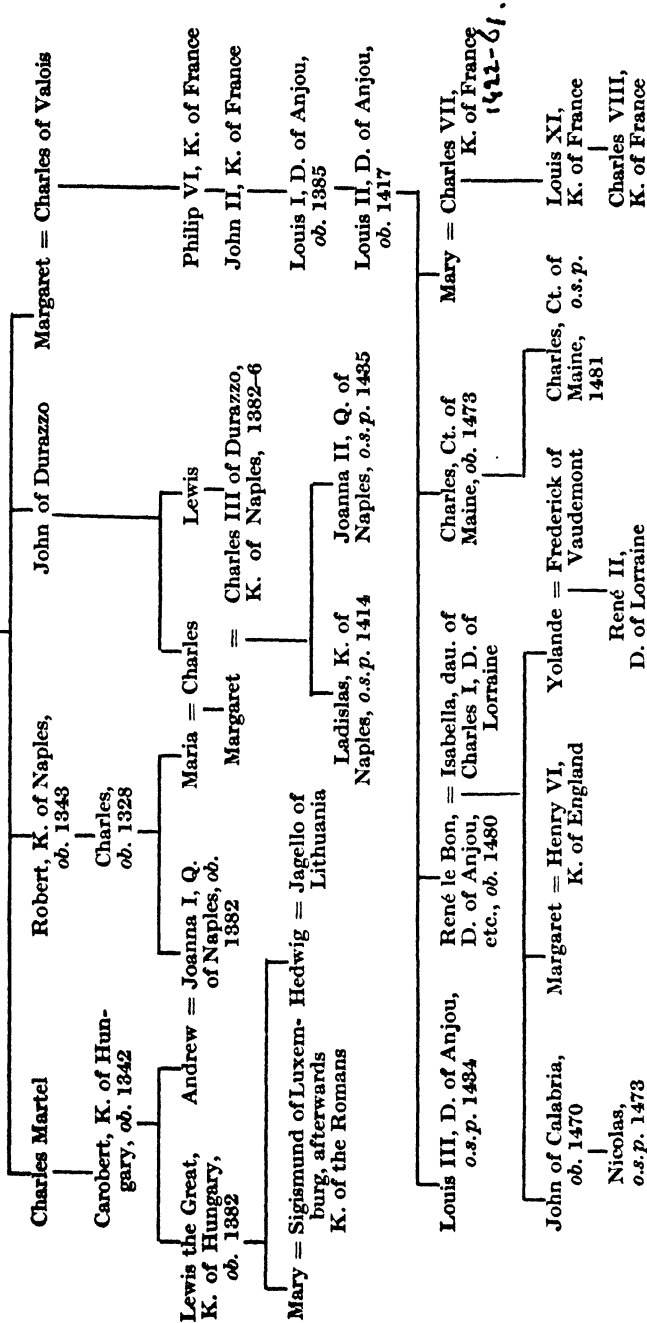 Charles Martel
Robert, K. of Naples,
ob. 1343
John of Durazzo
Margaret = Charles of Valois
Carobert, K. of Hun-
gary, ob. 1342
Charles,
ob. 1328
Philip VI, K. of France
John II, K. of France
Louis I, D. of Anjou,
ob. 1385
Louis II, D. of Anjou,
ob. 1417
Lewis the Great,
K. of Hungary,
ob. 1382
Andrew = Joanna I, Q.
of Naples, ob.
1382
Maria = Charles
Lewis
Margaret = Charles III of Durazzo,
K. of Naples, 1382–6
Mary = Sigismund of Luxem-
burg, afterwards
K. of the Romans
Hedwig = Jagello of
Lithuania
Ladislas, K. of
Naples, o.s.p. 1414
Joanna II, Q. of
Naples, o.s.p. 1435
Louis III, D. of Anjou,
o.s.p. 1434
René le Bon, = Isabella, dau. of
D. of Anjou, Charles I, D. of
etc., ob. 1480 Lorraine
Charles, Ct. of
Maine, ob. 1473
Mary = Charles VII,
K. of France
1422-61.
John of Calabria,
ob. 1470
Margaret = Henry VI,
K. of England
Yolande = Frederick of
Vaudemont
Charles, Ct. of
Maine, o.s.p.
1481
Louis XI,
K. of France
Nicolas,
o.s.p. 1473
René II,
D. of Lorraine
Charles VIII,
K. of France